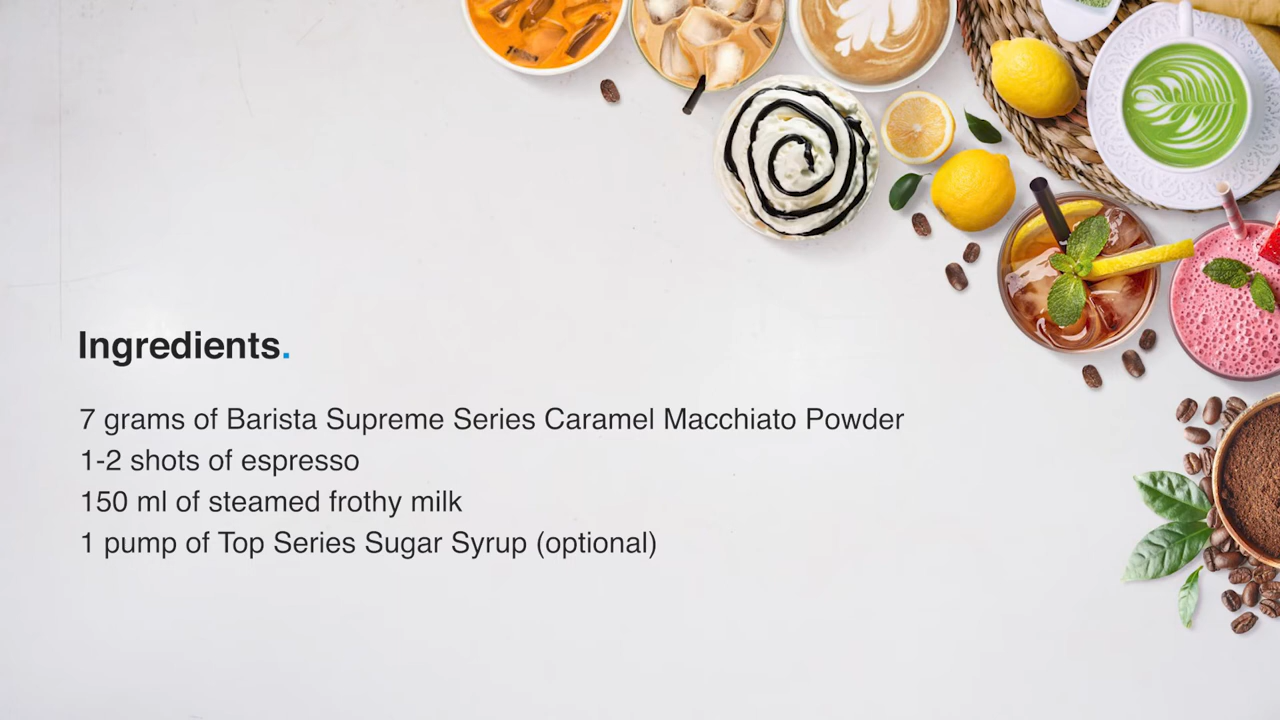 Ingredients.
7 grams of Barista Supreme Series Caramel Macchiato Powder
1-2 shots of espresso
150 ml of steamed frothy milk
1 pump of Top Series Sugar Syrup (optional)